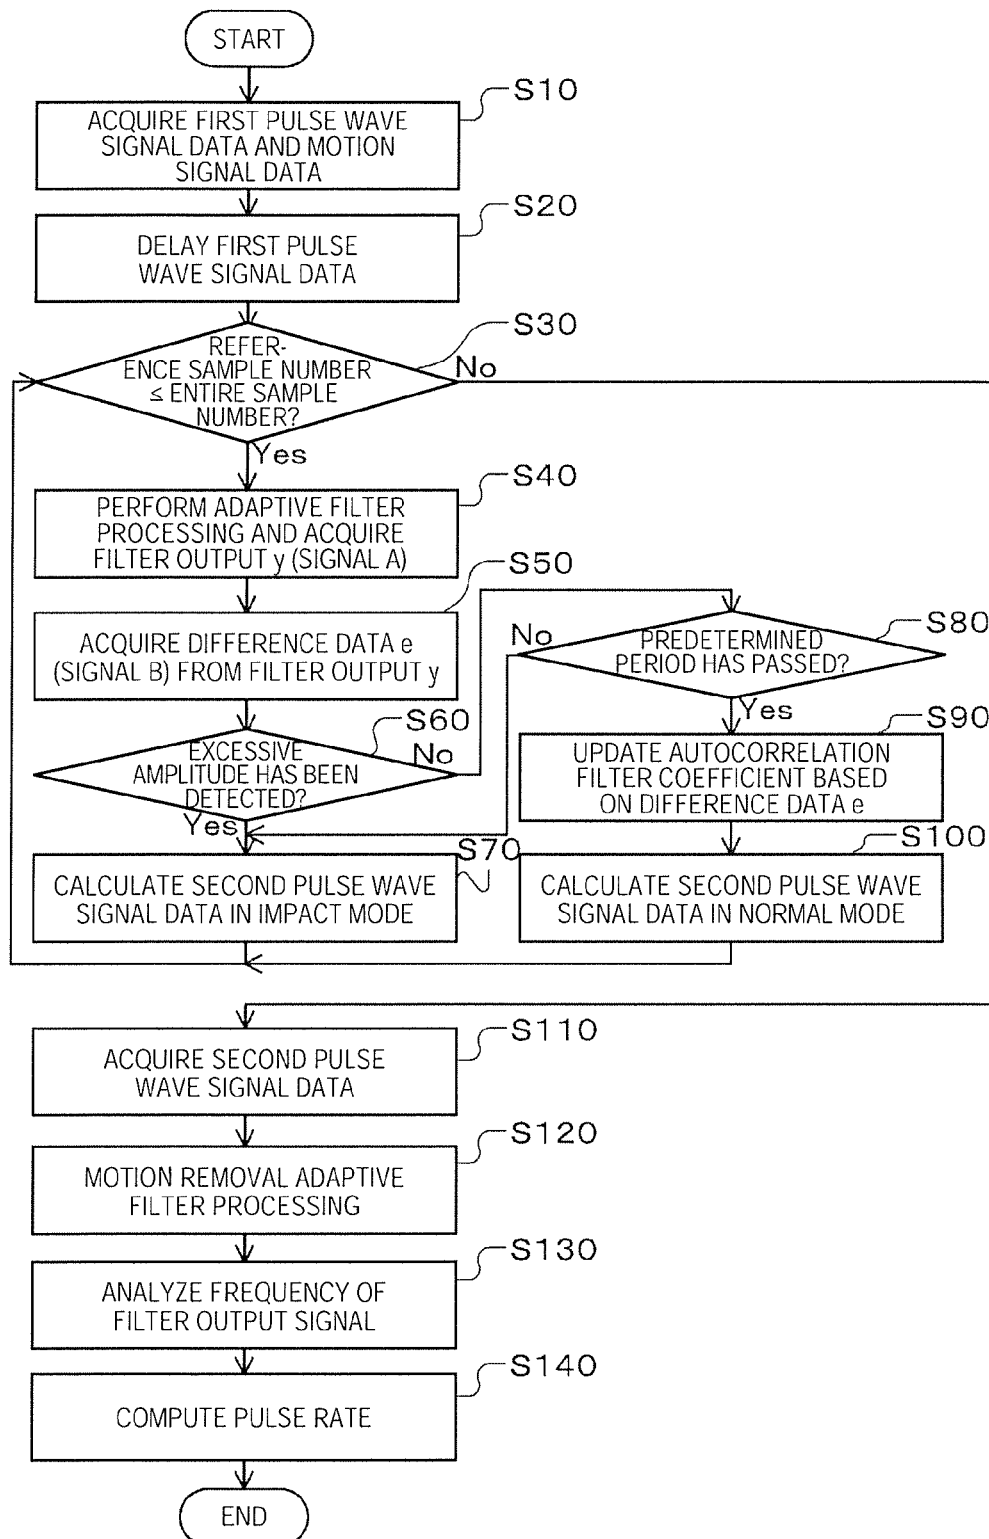 START
S10
ACQUIRE FIRST PULSE WAVE
SIGNAL DATA AND MOTION
SIGNAL DATA
S20
DELAY FIRST PULSE
WAVE SIGNAL DATA
S30
REFER-
ENCE SAMPLE NUMBER
≤ ENTIRE SAMPLE
NUMBER?
No
Yes
S40
PERFORM ADAPTIVE FILTER
PROCESSING AND ACQUIRE
FILTER OUTPUT y (SIGNAL A)
S50
ACQUIRE DIFFERENCE DATA e
(SIGNAL B) FROM FILTER OUTPUT y
S60
EXCESSIVE
AMPLITUDE HAS BEEN
DETECTED?
No
Yes
S70
CALCULATE SECOND PULSE WAVE
SIGNAL DATA IN IMPACT MODE
S80
No
PREDETERMINED
PERIOD HAS PASSED?
Yes
S90
UPDATE AUTOCORRELATION
FILTER COEFFICIENT BASED
ON DIFFERENCE DATA e
S100
CALCULATE SECOND PULSE WAVE
SIGNAL DATA IN NORMAL MODE
S110
ACQUIRE SECOND PULSE
WAVE SIGNAL DATA
S120
MOTION REMOVAL ADAPTIVE
FILTER PROCESSING
S130
ANALYZE FREQUENCY OF
FILTER OUTPUT SIGNAL
S140
COMPUTE PULSE RATE
END